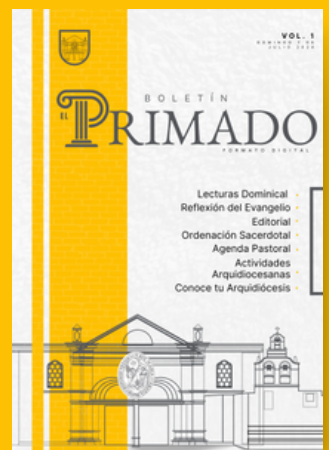 VOL. 1
BOLETÍN
EL
PRIMADO
FORMATO DIGITAL
Lecturas Dominical
Reflexión del Evangelio
Editorial
Ordenación Sacerdotal
Agenda Pastoral
Actividades
Arquidiocesanas
Conoce tu Arquidiócesis